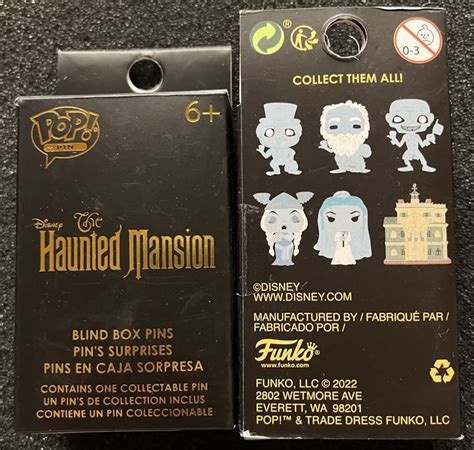 6+
POP!
PIN
Disney
The
Haunted Mansion
BLIND BOX PINS
PIN'S SURPRISES
PINS EN CAJA SORPRESA
CONTAINS ONE COLLECTABLE PIN
UN PIN'S DE COLLECTION INCLUS
CONTIENE UN PIN COLECCIONABLE
0-3
COLLECT THEM ALL!
©DISNEY
WWW.DISNEY.COM
MANUFACTURED BY / FABRIQUÉ PAR /
FABRICADO POR /
Funko
www.funko.com
FUNKO, LLC © 2022
2802 WETMORE AVE
EVERETT, WA 98201
POP!™ & TRADE DRESS FUNKO, LLC